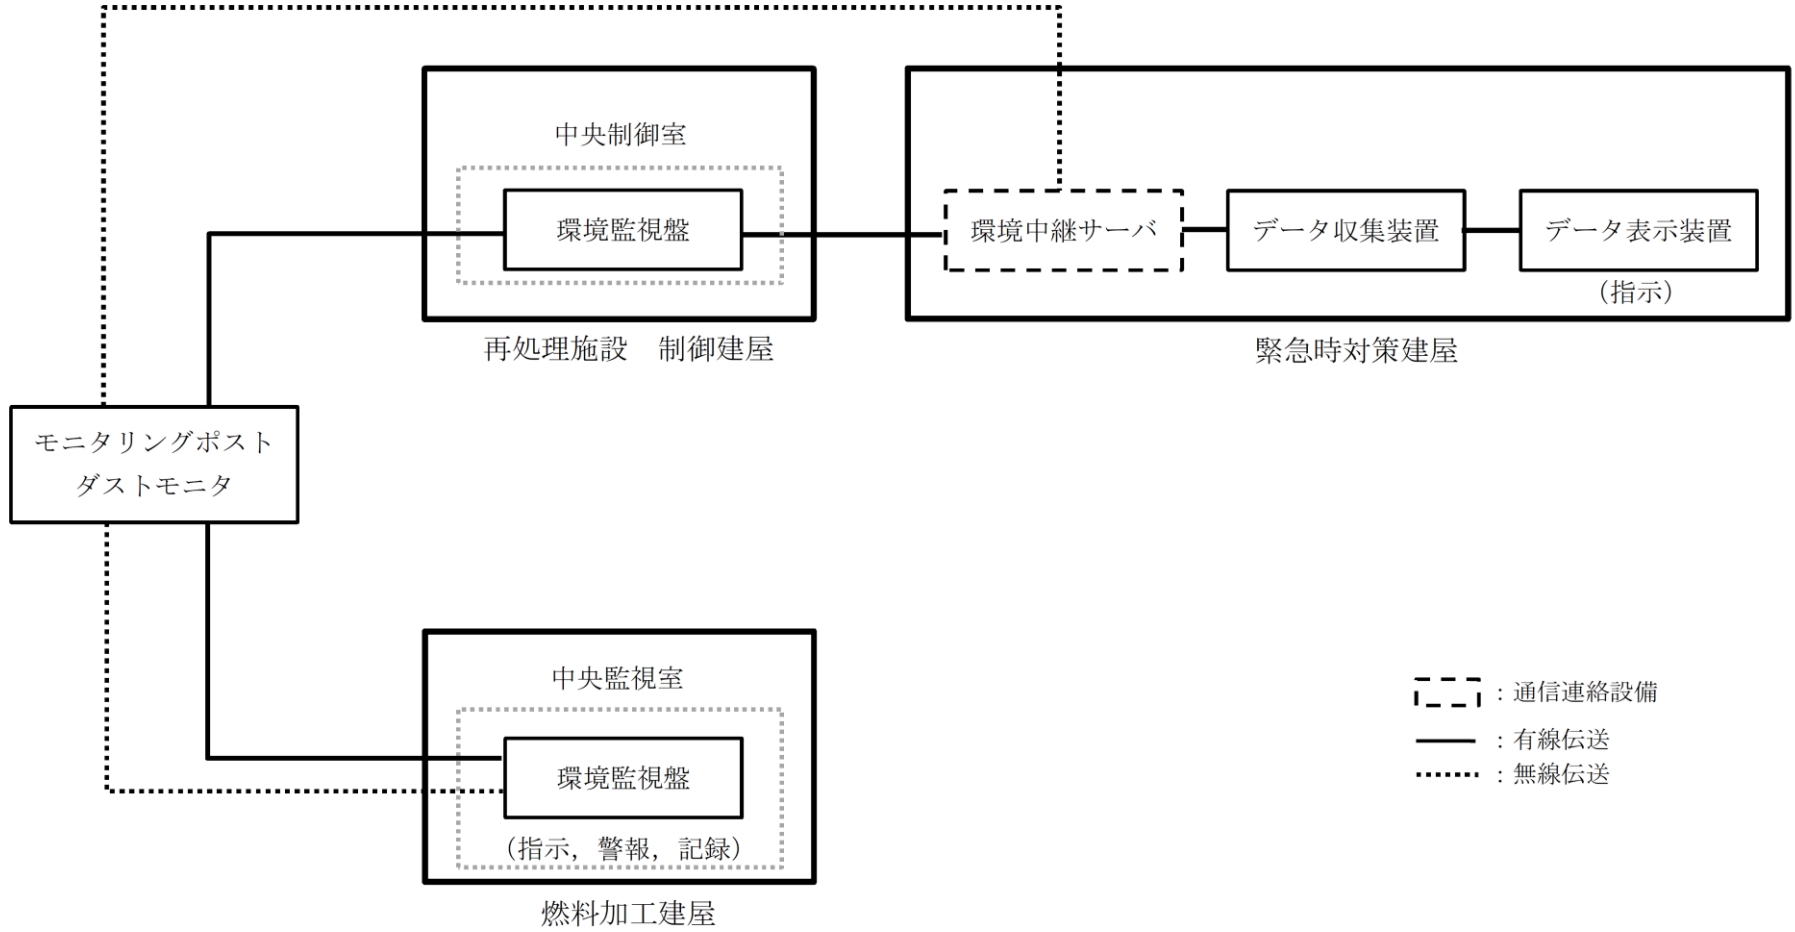 中央制御室
環境監視盤
再処理施設　制御建屋
環境中継サーバ
データ収集装置
データ表示装置
（指示）
緊急時対策建屋
モニタリングポスト
ダストモニタ
中央監視室
環境監視盤
（指示，警報，記録）
燃料加工建屋
：通信連絡設備
：有線伝送
：無線伝送